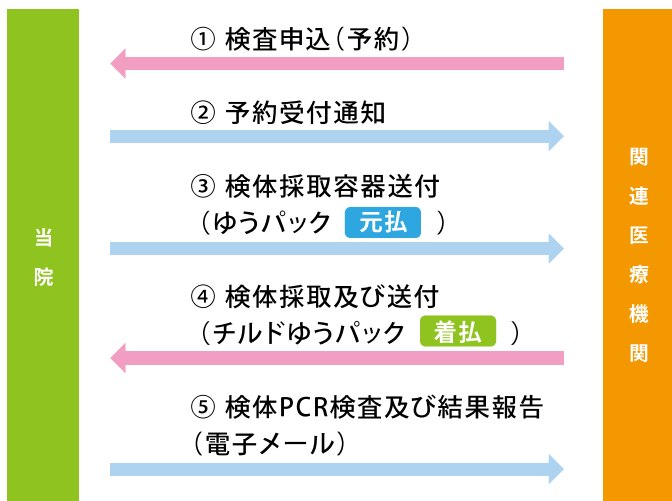 ① 検査申込（予約）
② 予約受付通知
③ 検体採取容器送付
（ゆうパック 元払 ）
④ 検体採取及び送付
（チルドゆうパック 着払 ）
⑤ 検体PCR検査及び結果報告
（電子メール）
当院
関連医療機関